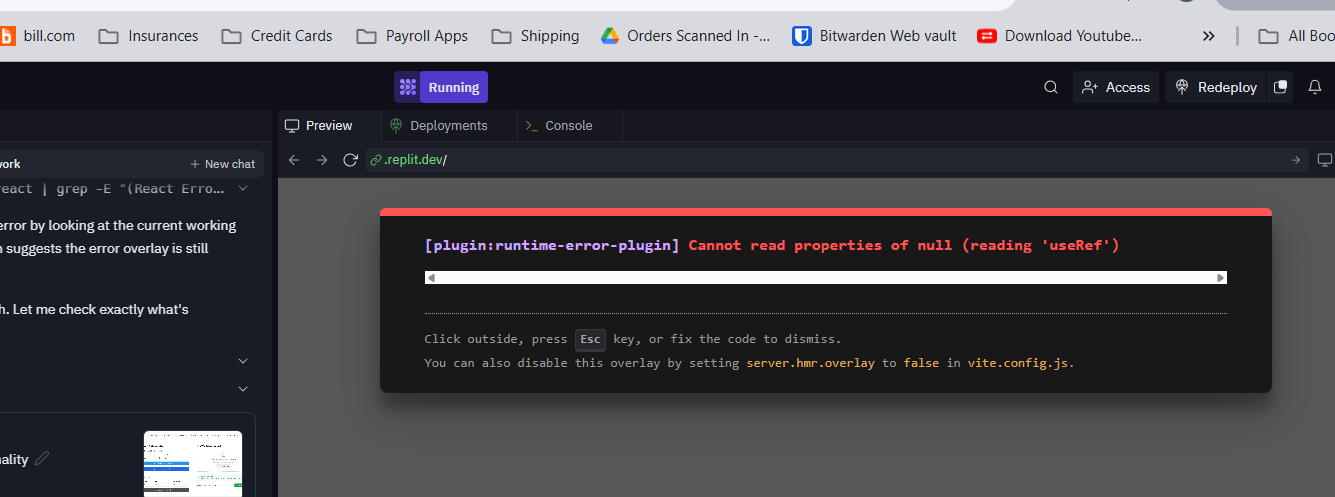 bill.com Insurances Credit Cards Payroll Apps Shipping Orders Scanned In -... Bitwarden Web vault Download Youtube... » All Boo
Running Access Redeploy
Preview Deployments Console
work + New chat
.replit.dev/
react | grep -E "(React Erro...
error by looking at the current working
suggests the error overlay is still
h. Let me check exactly what's
nality
[plugin:runtime-error-plugin] Cannot read properties of null (reading 'useRef')
Click outside, press Esc key, or fix the code to dismiss.
You can also disable this overlay by setting server.hmr.overlay to false in vite.config.js.